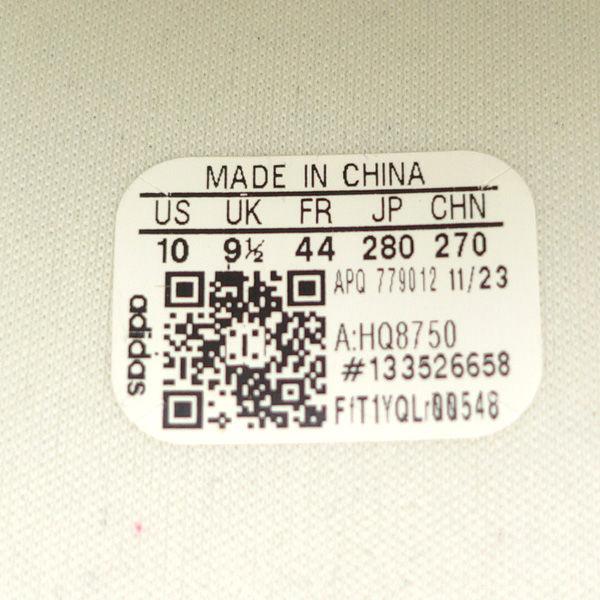 MADE IN CHINA
US UK FR JP CHN
10 9½ 44 280 270
APQ 779012 11/23
A:HQ8750
#133526658
FfT1YQLr00548
adidas